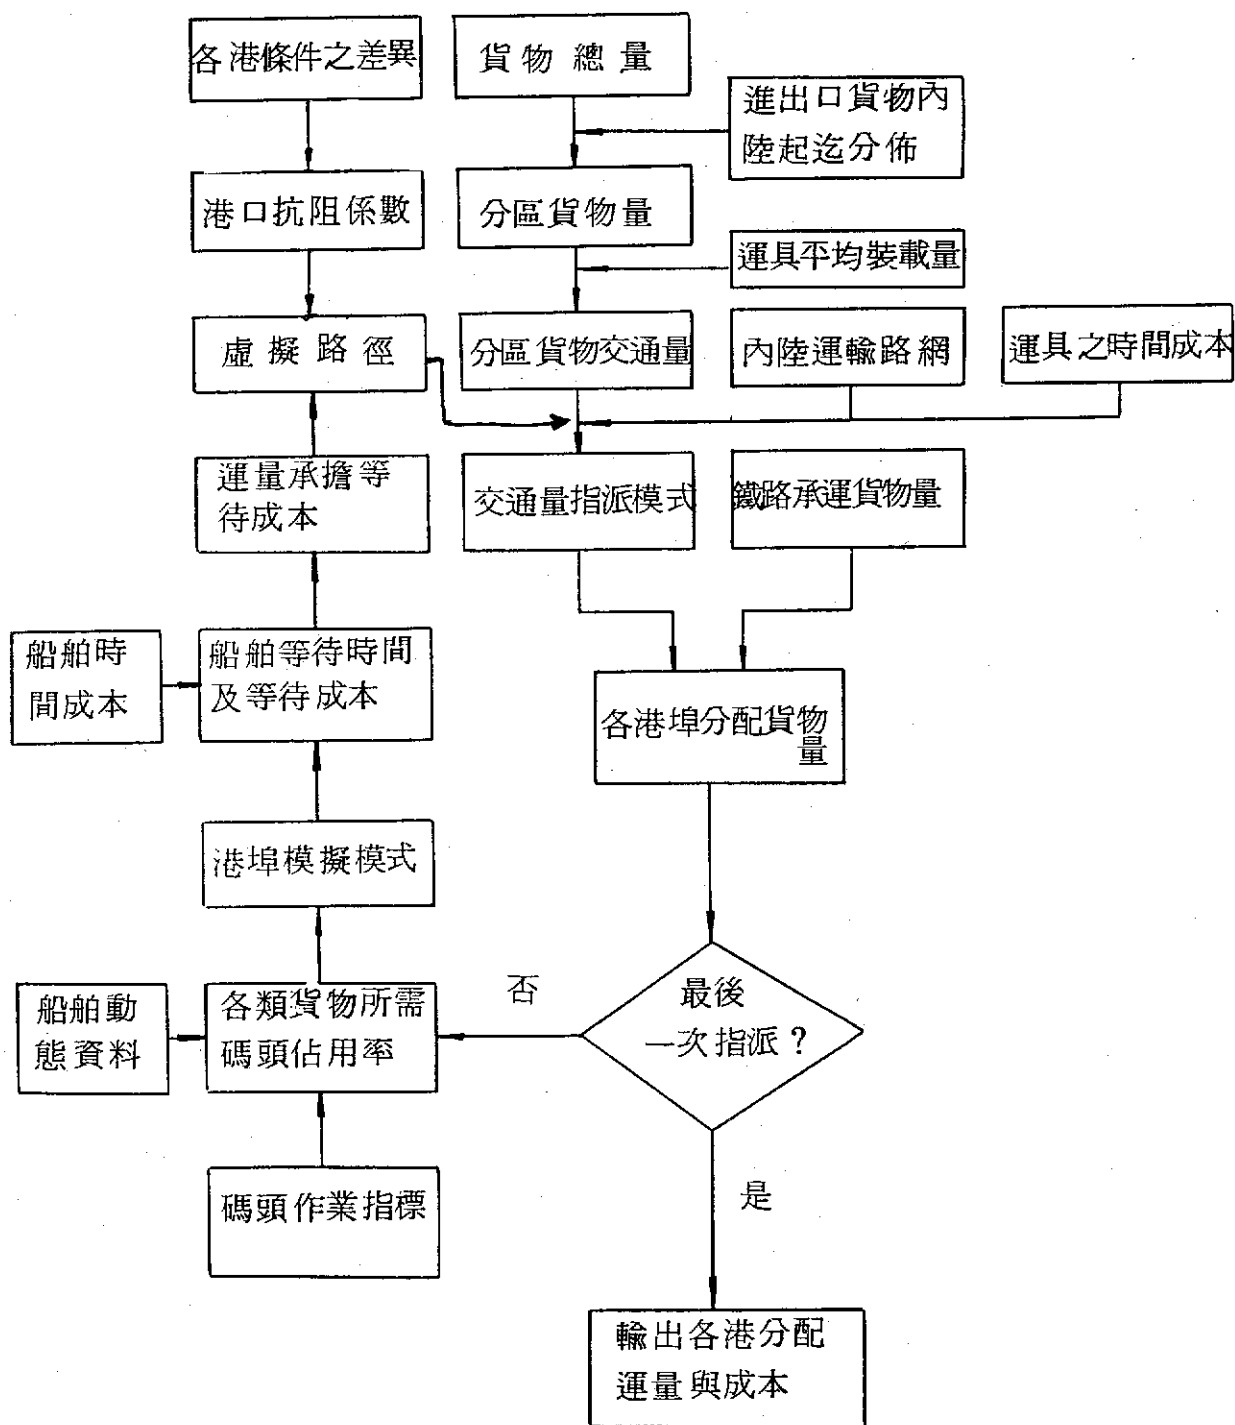 各港條件之差異
貨物總量
進出口貨物內
陸起迄分佈
港口抗阻係數
分區貨物量
運具平均裝載量
虛擬路徑
分區貨物交通量
內陸運輸路網
運具之時間成本
運量承擔等
待成本
交通量指派模式
鐵路承運貨物量
船舶時
間成本
船舶等待時間
及等待成本
各港埠分配貨物
量
港埠模擬模式
船舶動
態資料
各類貨物所需
碼頭佔用率
否
最後
一次指派？
碼頭作業指標
是
輸出各港分配
運量與成本